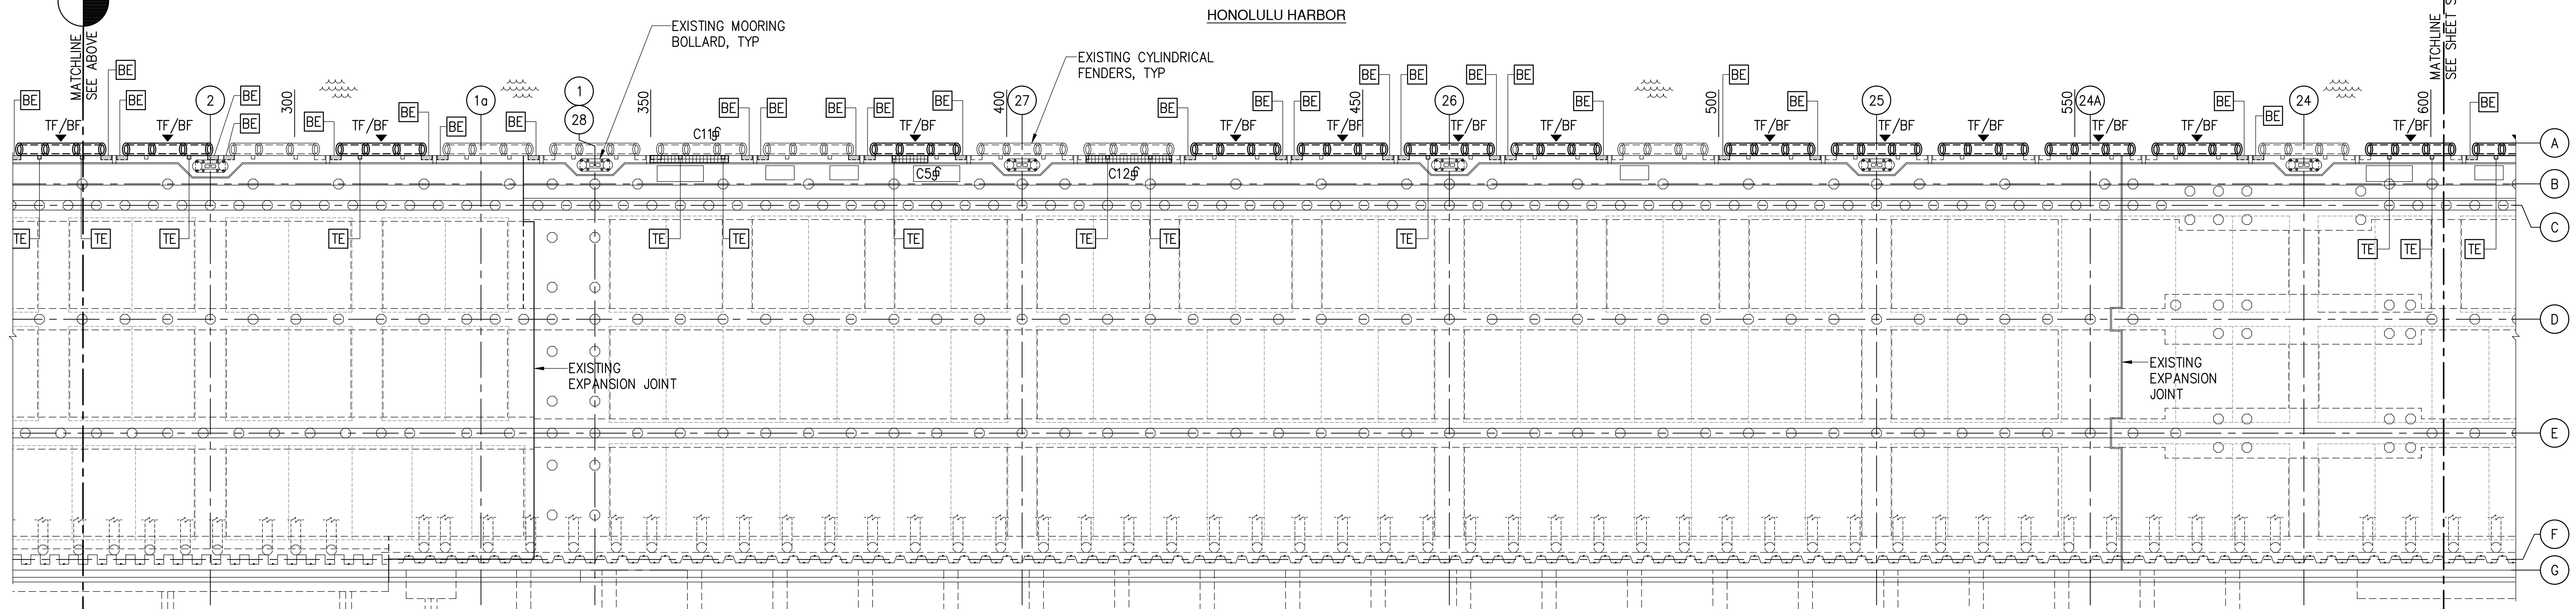 HONOLULU HARBOR
MATCHLINE
SEE ABOVE
EXISTING MOORING
BOLLARD, TYP
EXISTING CYLINDRICAL
FENDERS, TYP
MATCHLINE
SEE SHEET S
BE
BE
BE
2
BE
BE
300
BE
BE
1a
BE
BE
1
28
350
BE
BE
BE
BE
BE
400
27
BE
BE
BE
450
BE
BE
26
BE
BE
BE
500
BE
BE
25
550
24A
BE
BE
24
600
BE
TF/BF
TF/BF
TF/BF
TF/BF
TF/BF
TF/BF
TF/BF
TF/BF
TF/BF
TF/BF
TF/BF
TF/BF
TF/BF
TF/BF
C11
C5
C12
A
B
C
TE
TE
TE
TE
TE
TE
TE
TE
TE
TE
TE
TE
TE
D
EXISTING
EXPANSION JOINT
EXISTING
EXPANSION
JOINT
E
F
G